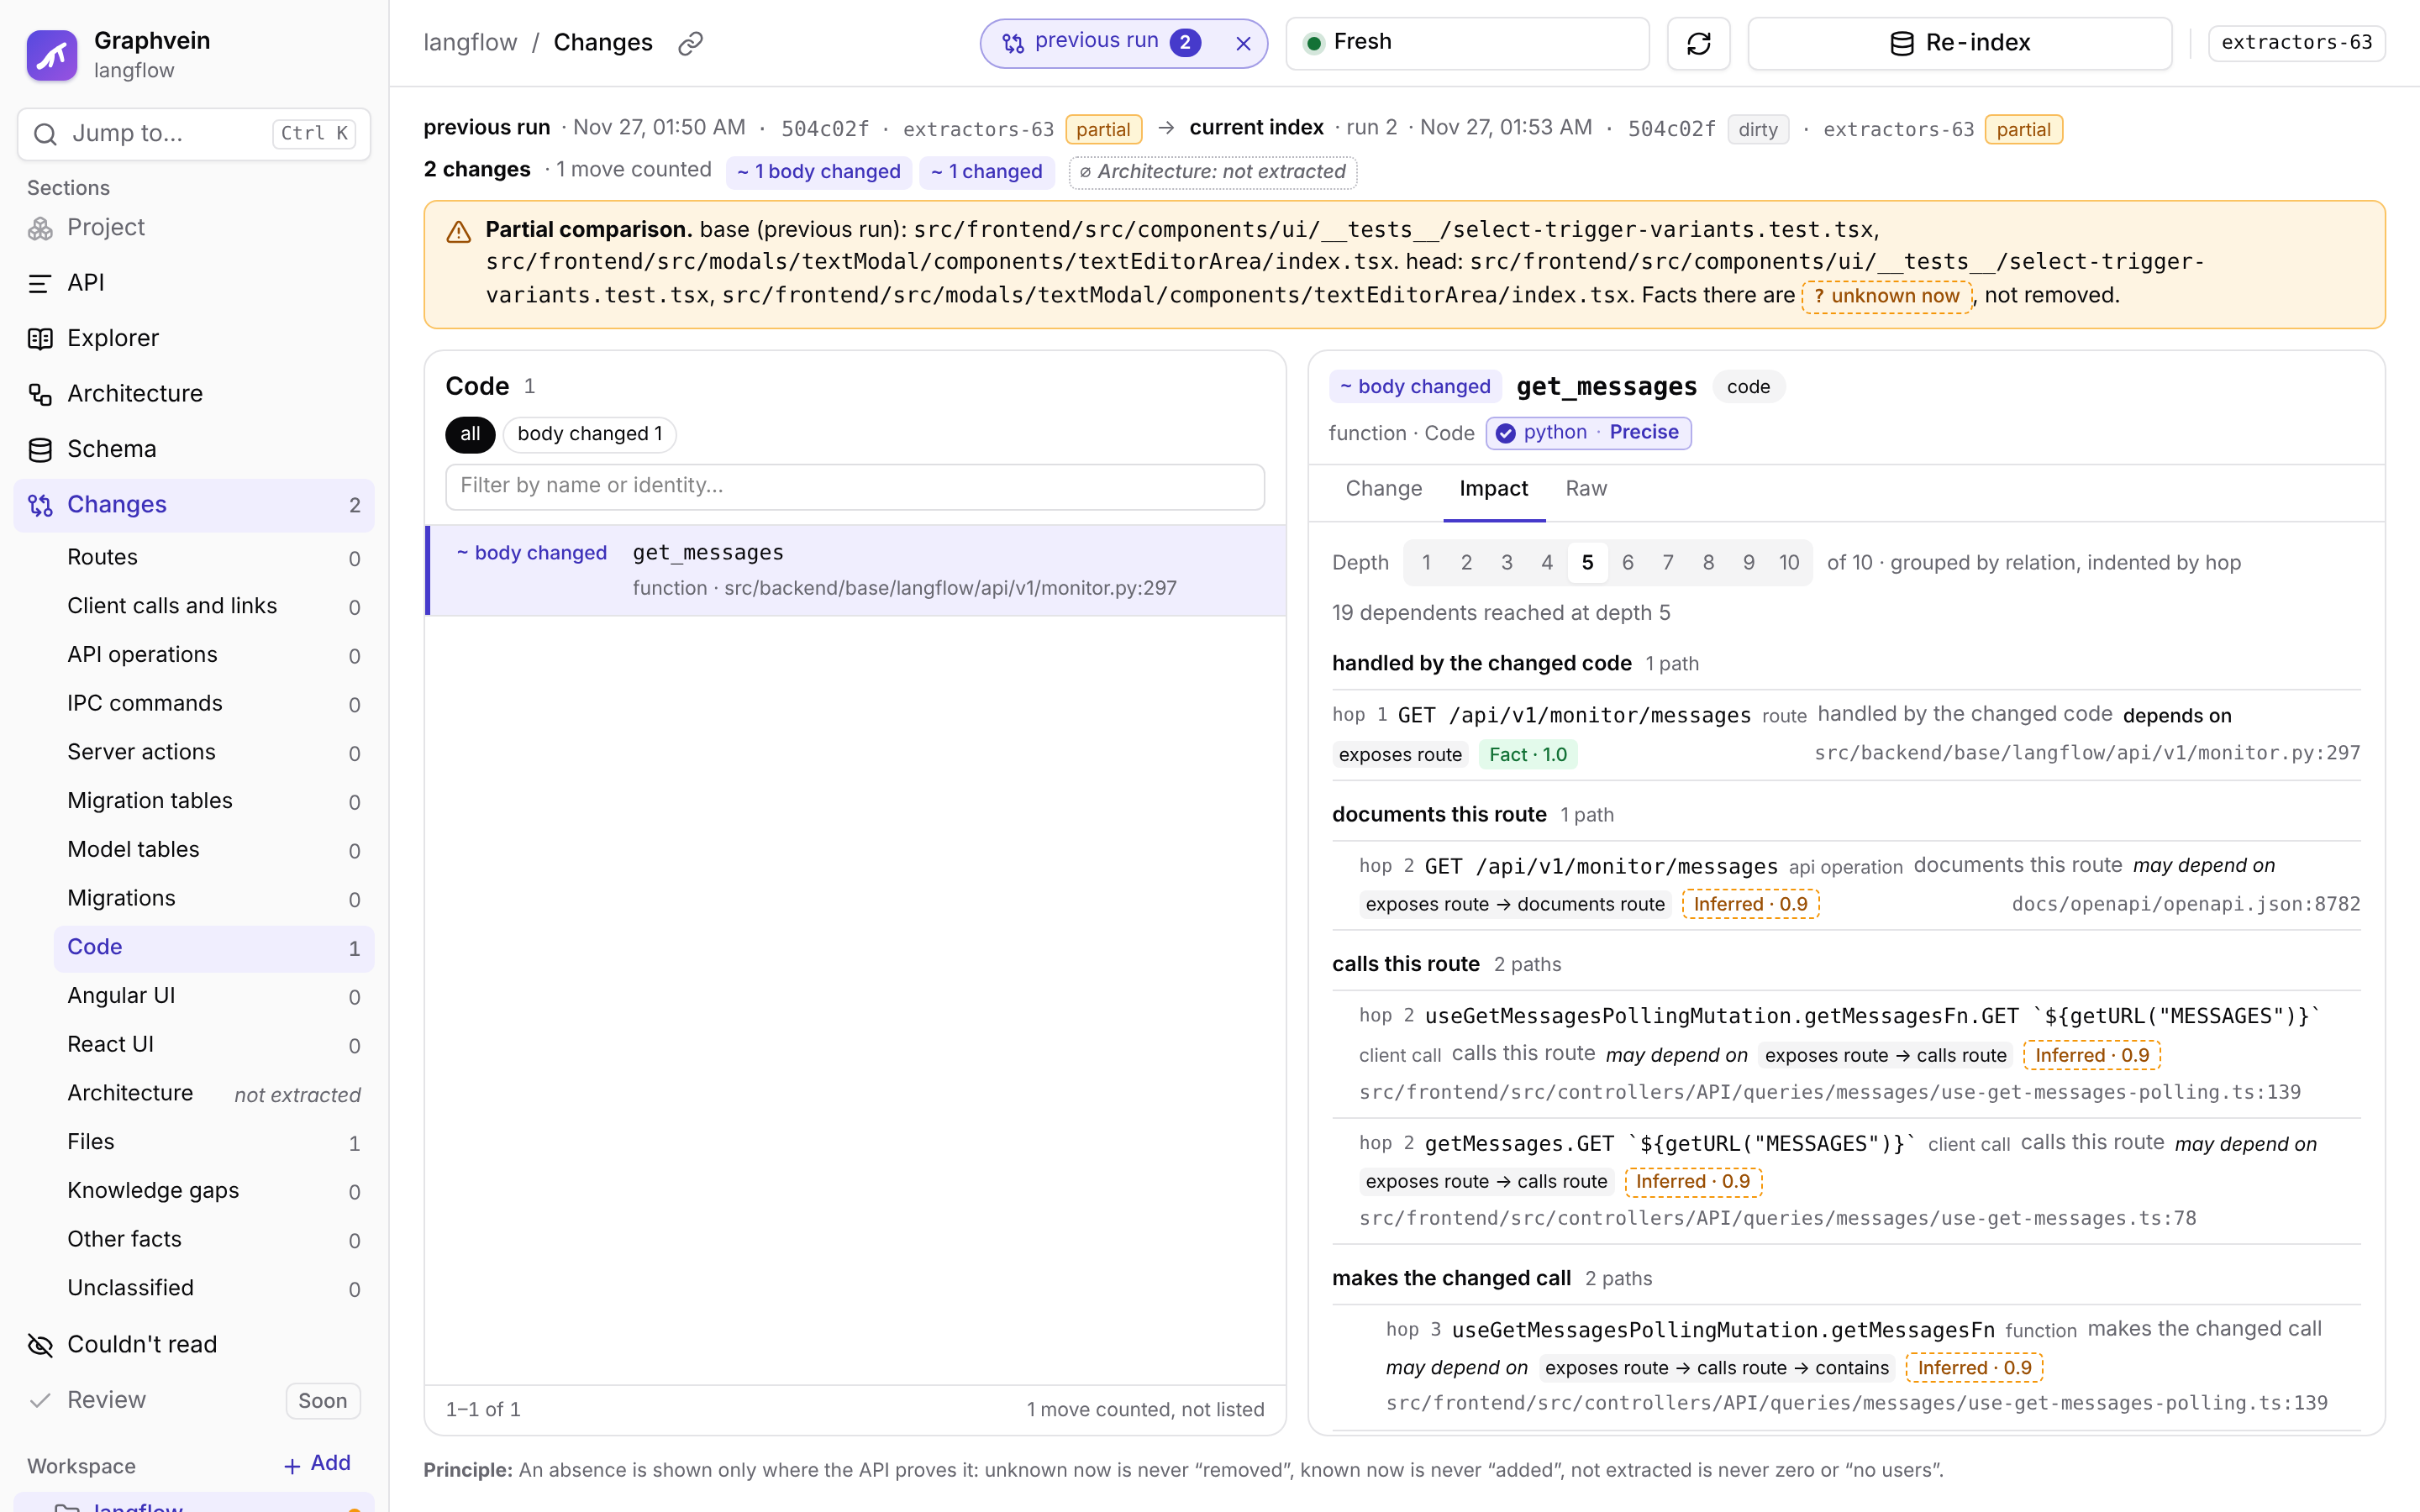 Graphvein
langflow
Jump to...
Ctrl K
Sections
Project
API
Explorer
Architecture
Schema
Changes 2
Routes 0
Client calls and links 0
API operations 0
IPC commands 0
Server actions 0
Migration tables 0
Model tables 0
Migrations 0
Code 1
Angular UI 0
React UI 0
Architecture not extracted
Files 1
Knowledge gaps 0
Other facts 0
Unclassified 0
Couldn't read
Review Soon
Workspace + Add
langflow
langflow / Changes
previous run 2
Fresh
Re-index
extractors-63
previous run · Nov 27, 01:50 AM · 504c02f · extractors-63 partial → current index · run 2 · Nov 27, 01:53 AM · 504c02f dirty · extractors-63 partial
2 changes · 1 move counted ~ 1 body changed ~ 1 changed ∅ Architecture: not extracted
Partial comparison. base (previous run): src/frontend/src/components/ui/__tests__/select-trigger-variants.test.tsx,
src/frontend/src/modals/textModal/components/textEditorArea/index.tsx. head: src/frontend/src/components/ui/__tests__/select-trigger-
variants.test.tsx, src/frontend/src/modals/textModal/components/textEditorArea/index.tsx. Facts there are ? unknown now, not removed.
Code 1
all body changed 1
Filter by name or identity...
~ body changed get_messages
function · src/backend/base/langflow/api/v1/monitor.py:297
1–1 of 1 1 move counted, not listed
~ body changed get_messages code
function · Code python · Precise
Change Impact Raw
Depth 1 2 3 4 5 6 7 8 9 10 of 10 · grouped by relation, indented by hop
19 dependents reached at depth 5
handled by the changed code 1 path
hop 1 GET /api/v1/monitor/messages route handled by the changed code depends on
exposes route Fact · 1.0 src/backend/base/langflow/api/v1/monitor.py:297
documents this route 1 path
hop 2 GET /api/v1/monitor/messages api operation documents this route may depend on
exposes route → documents route Inferred · 0.9 docs/openapi/openapi.json:8782
calls this route 2 paths
hop 2 useGetMessagesPollingMutation.getMessagesFn.GET `${getURL("MESSAGES")}`
client call calls this route may depend on exposes route → calls route Inferred · 0.9
src/frontend/src/controllers/API/queries/messages/use-get-messages-polling.ts:139
hop 2 getMessages.GET `${getURL("MESSAGES")}` client call calls this route may depend on
exposes route → calls route Inferred · 0.9
src/frontend/src/controllers/API/queries/messages/use-get-messages.ts:78
makes the changed call 2 paths
hop 3 useGetMessagesPollingMutation.getMessagesFn function makes the changed call
may depend on exposes route → calls route → contains Inferred · 0.9
src/frontend/src/controllers/API/queries/messages/use-get-messages-polling.ts:139
Principle: An absence is shown only where the API proves it: unknown now is never “removed”, known now is never “added”, not extracted is never zero or “no users”.